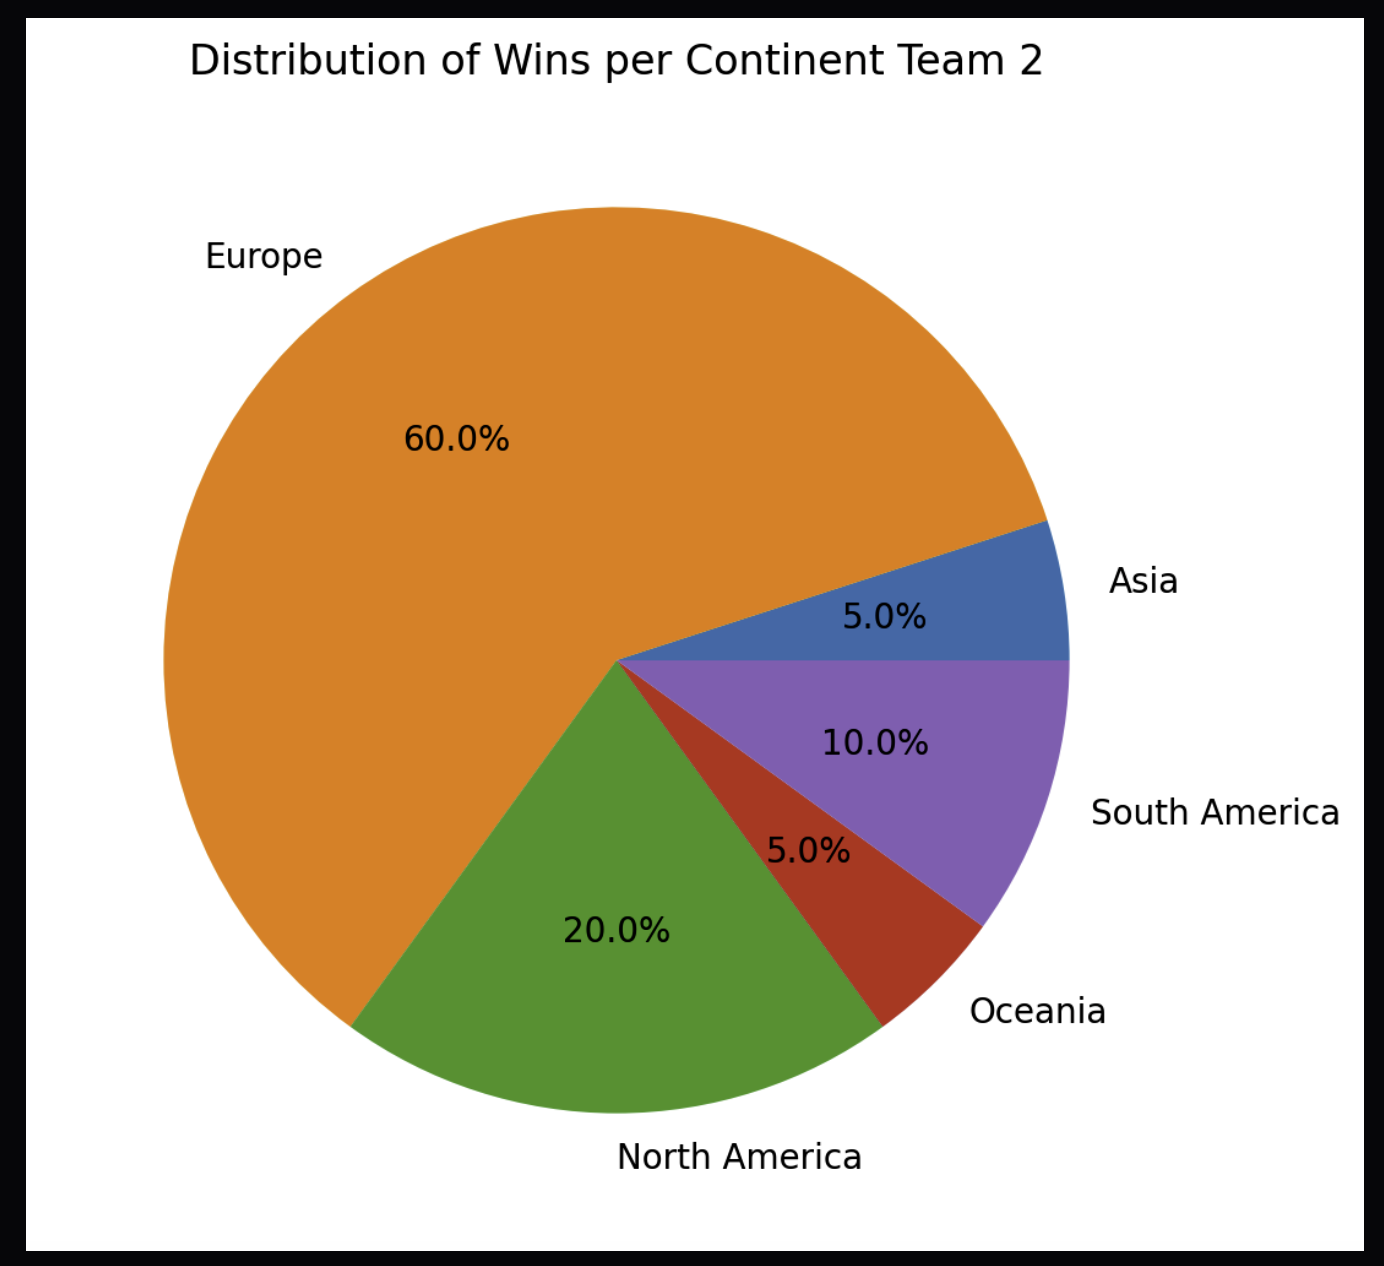 Distribution of Wins per Continent Team 2
Europe
60.0%
Asia
5.0%
10.0%
South America
5.0%
20.0%
Oceania
North America